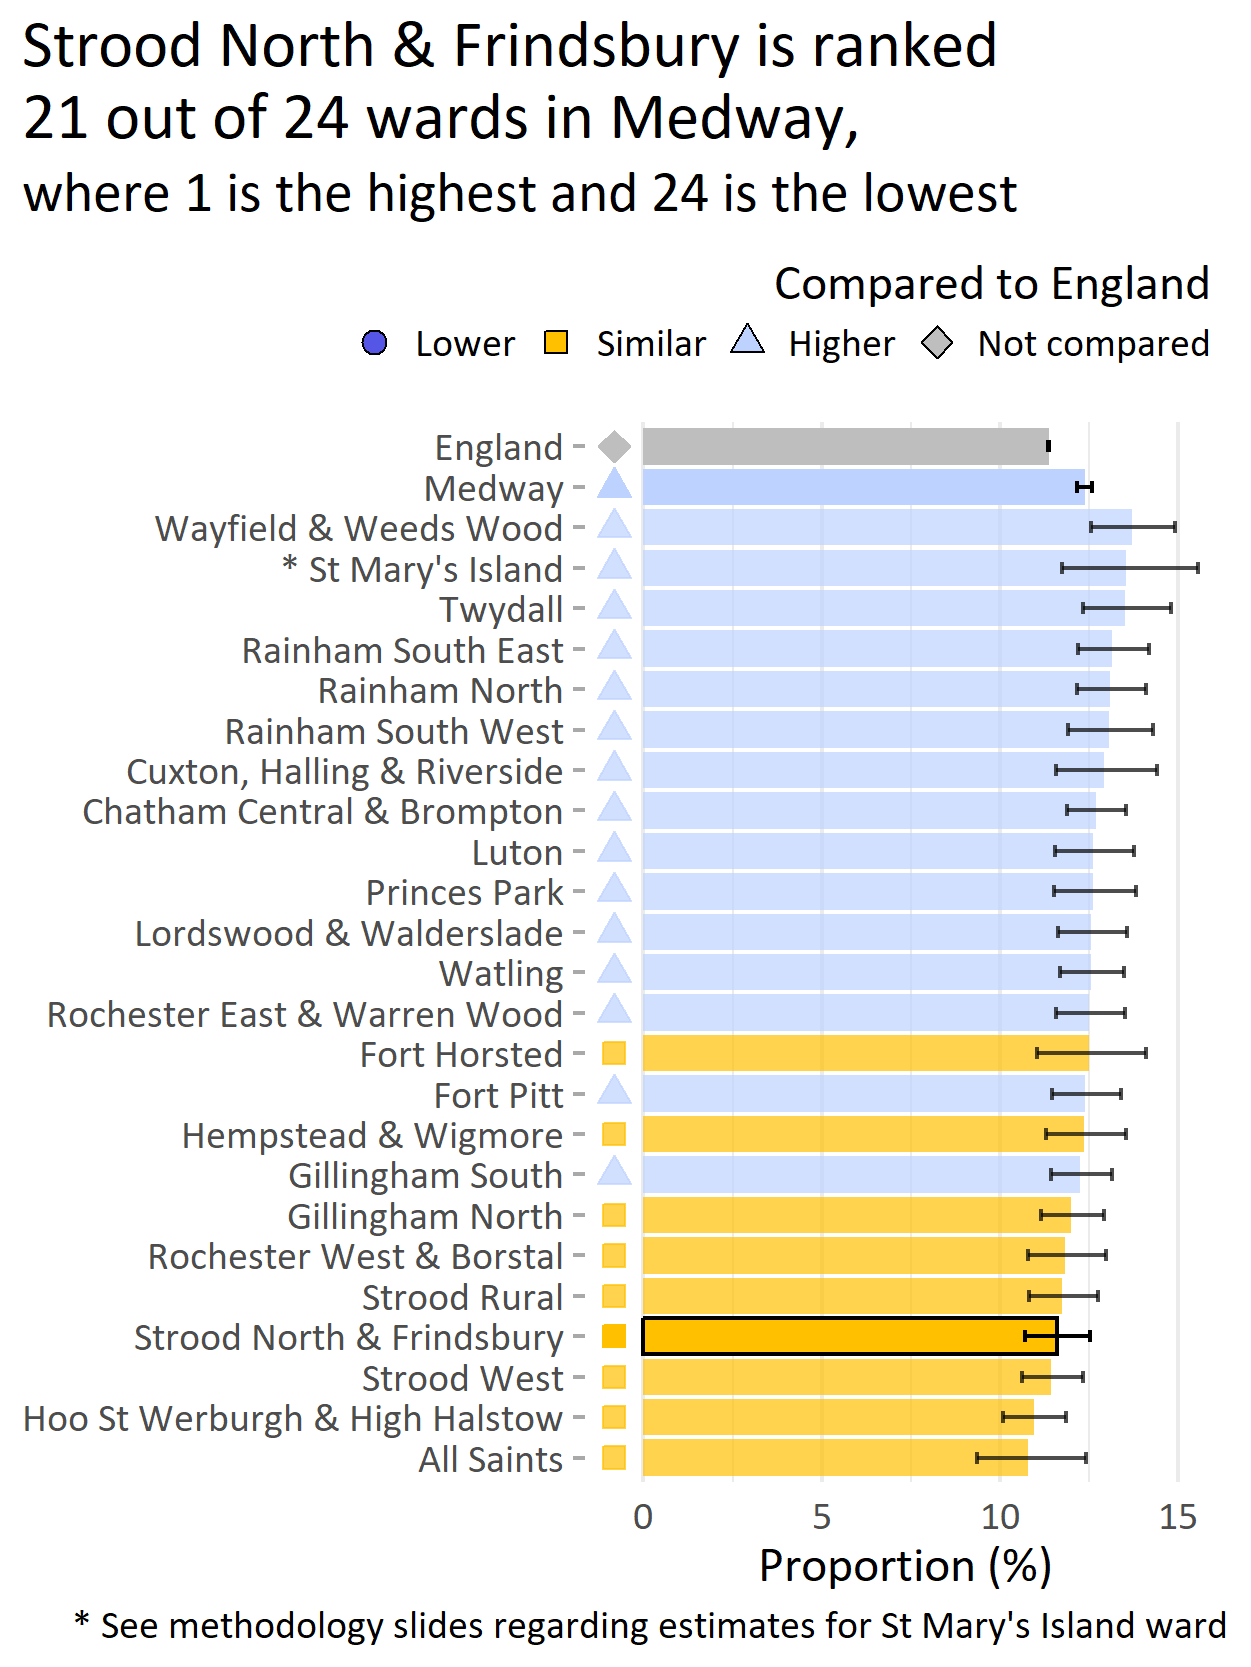 Strood North & Frindsbury is ranked
21 out of 24 wards in Medway,
where 1 is the highest and 24 is the lowest
Compared to England
Lower Similar Higher Not compared
England
Medway
Wayfield & Weeds Wood
* St Mary's Island
Twydall
Rainham South East
Rainham North
Rainham South West
Cuxton, Halling & Riverside
Chatham Central & Brompton
Luton
Princes Park
Lordswood & Walderslade
Watling
Rochester East & Warren Wood
Fort Horsted
Fort Pitt
Hempstead & Wigmore
Gillingham South
Gillingham North
Rochester West & Borstal
Strood Rural
Strood North & Frindsbury
Strood West
Hoo St Werburgh & High Halstow
All Saints
0 5 10 15
Proportion (%)
* See methodology slides regarding estimates for St Mary's Island ward